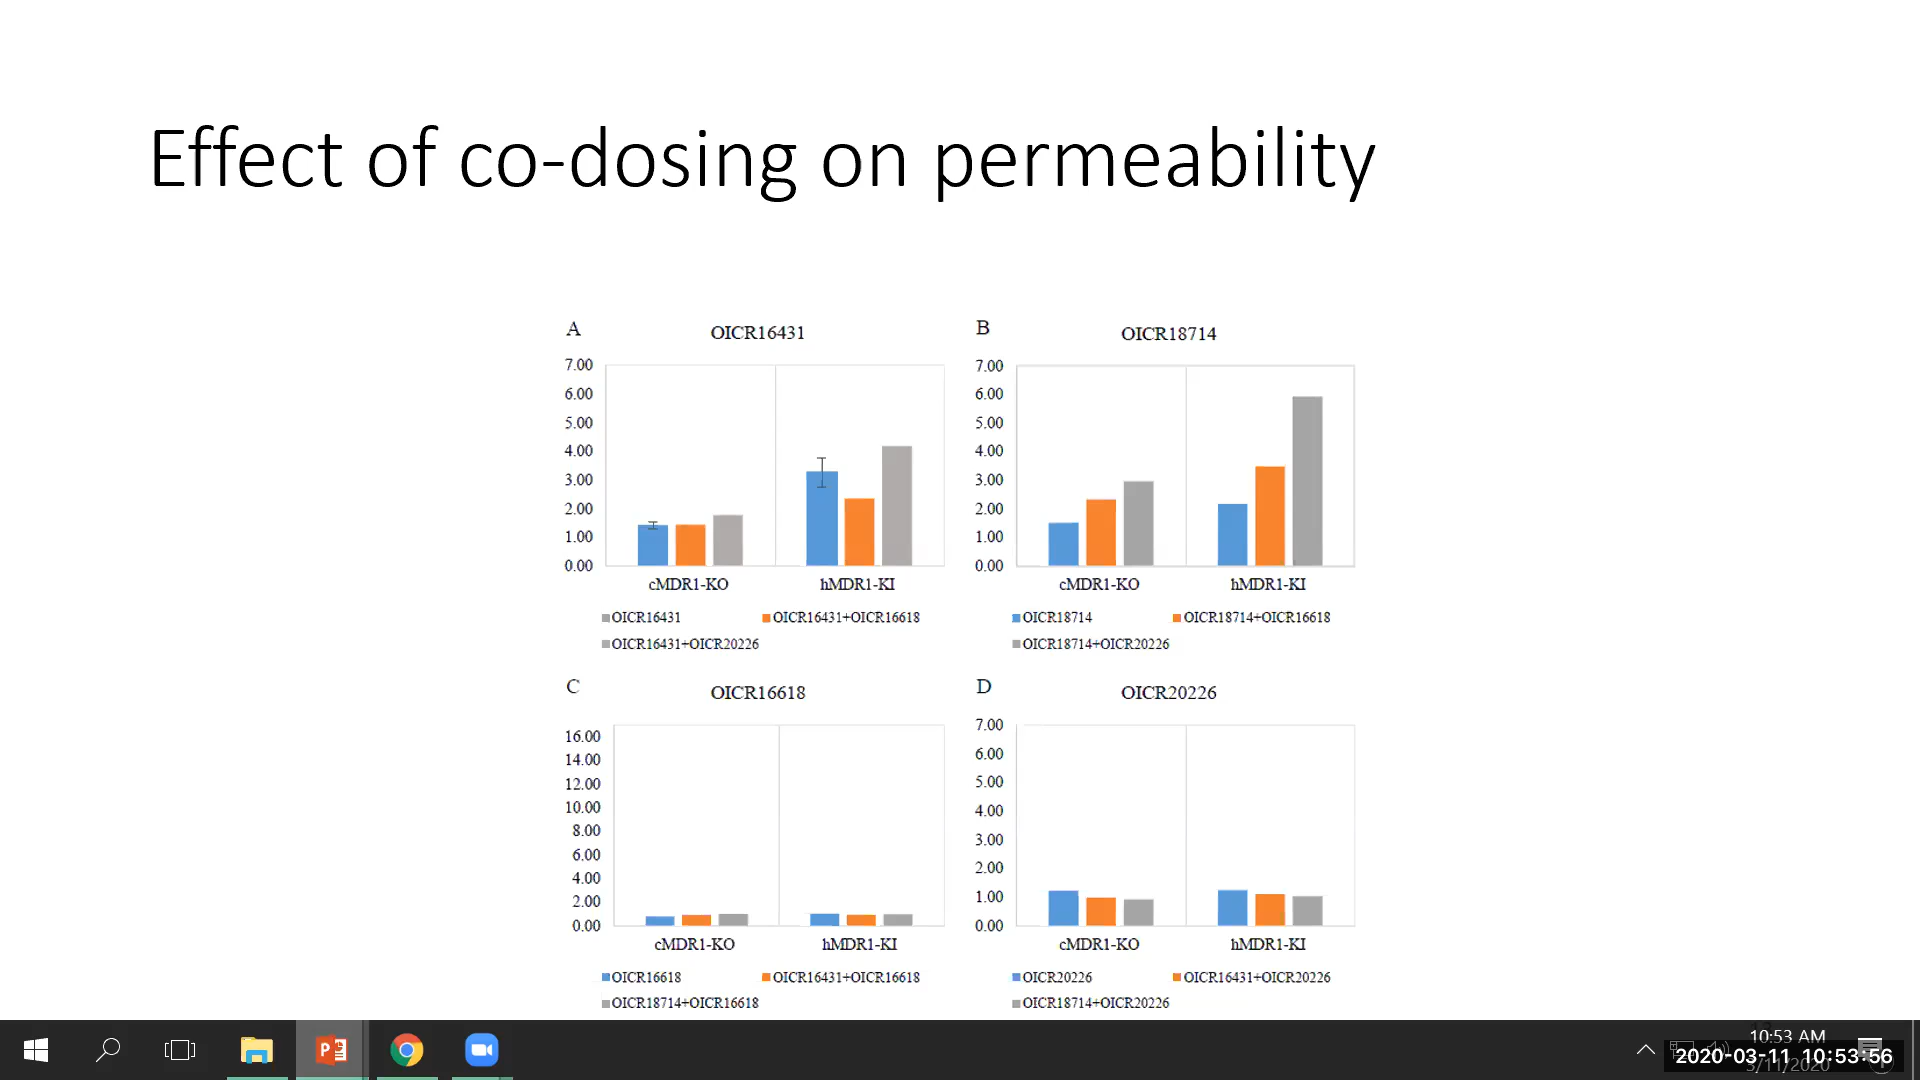 Effect of co-dosing on permeability
A
OICR16431
7.00
6.00
5.00
4.00
3.00
2.00
1.00
0.00
cMDR1-KO
hMDR1-KI
OICR16431
OICR16431+OICR16618
OICR16431+OICR20226
B
OICR18714
7.00
6.00
5.00
4.00
3.00
2.00
1.00
0.00
cMDR1-KO
hMDR1-KI
OICR18714
OICR18714+OICR16618
OICR18714+OICR20226
C
OICR16618
16.00
14.00
12.00
10.00
8.00
6.00
4.00
2.00
0.00
cMDR1-KO
hMDR1-KI
OICR16618
OICR16431+OICR16618
OICR18714+OICR16618
D
OICR20226
7.00
6.00
5.00
4.00
3.00
2.00
1.00
0.00
cMDR1-KO
hMDR1-KI
OICR20226
OICR16431+OICR20226
OICR18714+OICR20226
10:53 AM
2020-03-11 10:53:56
3/11/2020